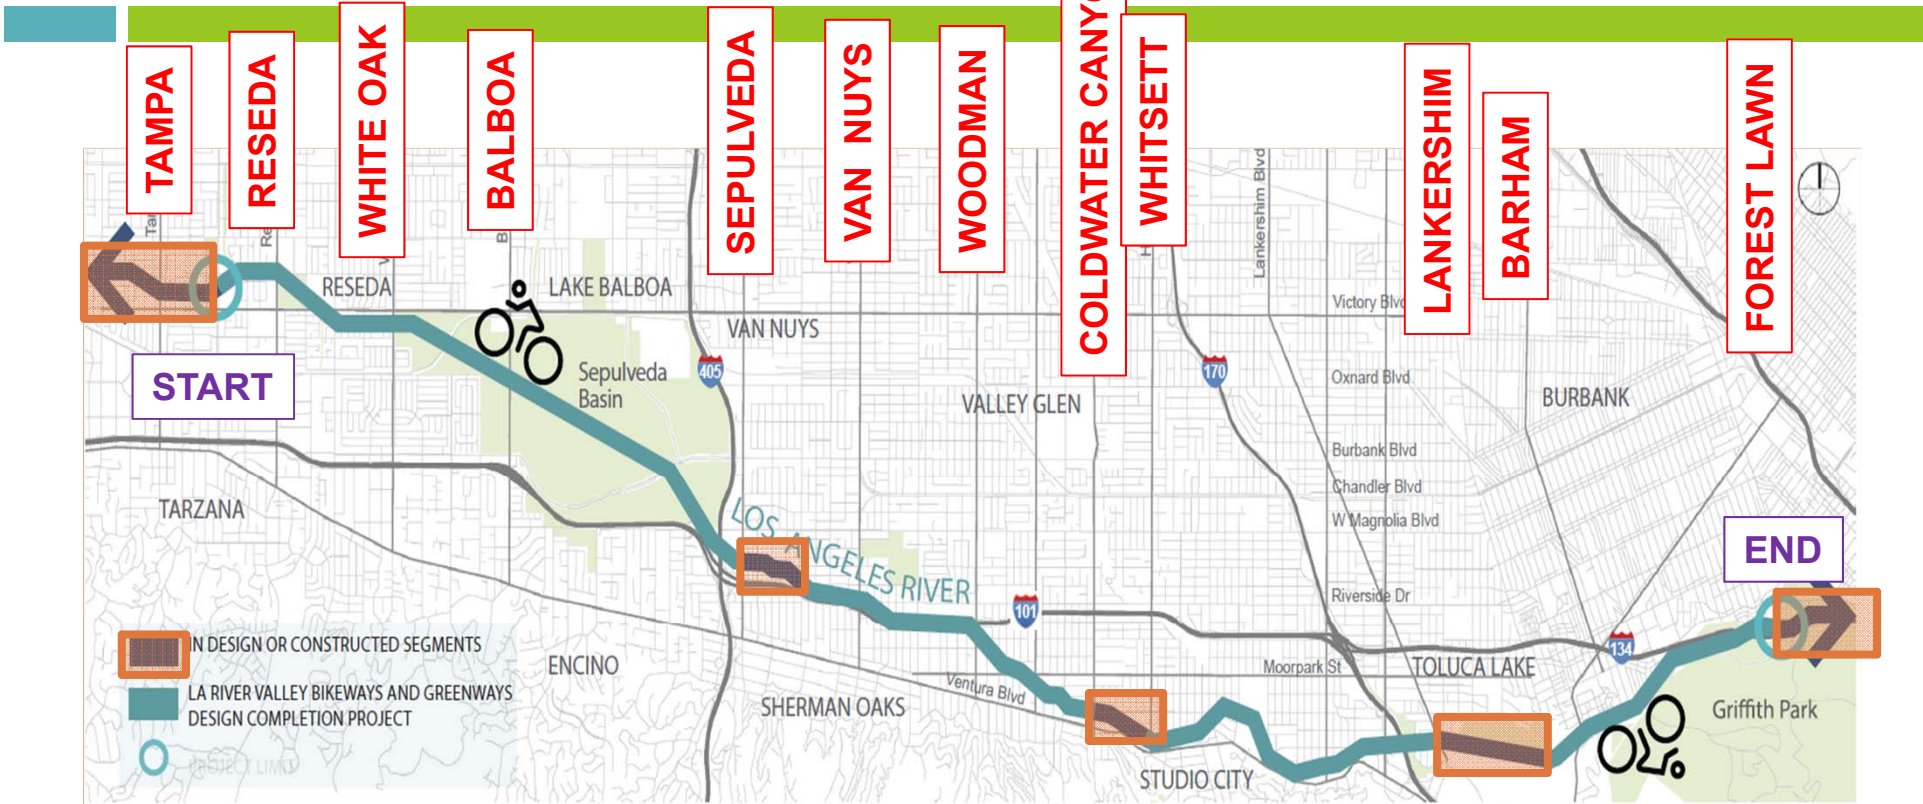 TAMPA
RESEDA
WHITE OAK
BALBOA
SEPULVEDA
VAN NUYS
WOODMAN
COLDWATER CANYO
WHITSETT
LANKERSHIM
BARHAM
FOREST LAWN
Lankershim Blvd
RESEDA
LAKE BALBOA
Victory Blvd
VAN NUYS
START
Sepulveda
Basin
405
170
Oxnard Blvd
VALLEY GLEN
BURBANK
Burbank Blvd
Chandler Blvd
TARZANA
W Magnolia Blvd
LOS ANGELES RIVER
END
Riverside Dr
101
IN DESIGN OR CONSTRUCTED SEGMENTS
134
ENCINO
Moorpark St
TOLUCA LAKE
Ventura Blvd
LA RIVER VALLEY BIKEWAYS AND GREENWAYS
DESIGN COMPLETION PROJECT
SHERMAN OAKS
Griffith Park
PROJECT LIMIT
STUDIO CITY